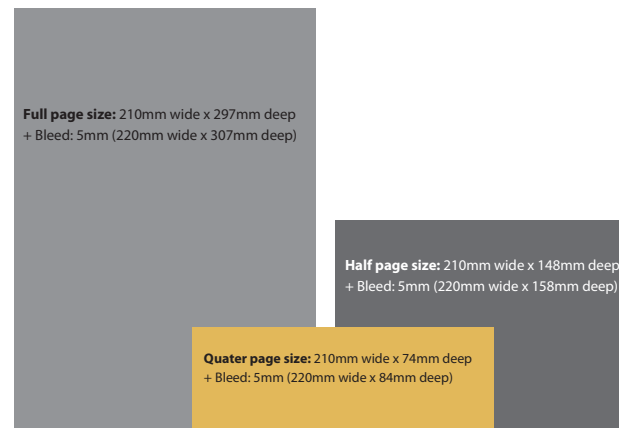 Full page size: 210mm wide x 297mm deep
+ Bleed: 5mm (220mm wide x 307mm deep)
Half page size: 210mm wide x 148mm deep
+ Bleed: 5mm (220mm wide x 158mm deep)
Quater page size: 210mm wide x 74mm deep
+ Bleed: 5mm (220mm wide x 84mm deep)